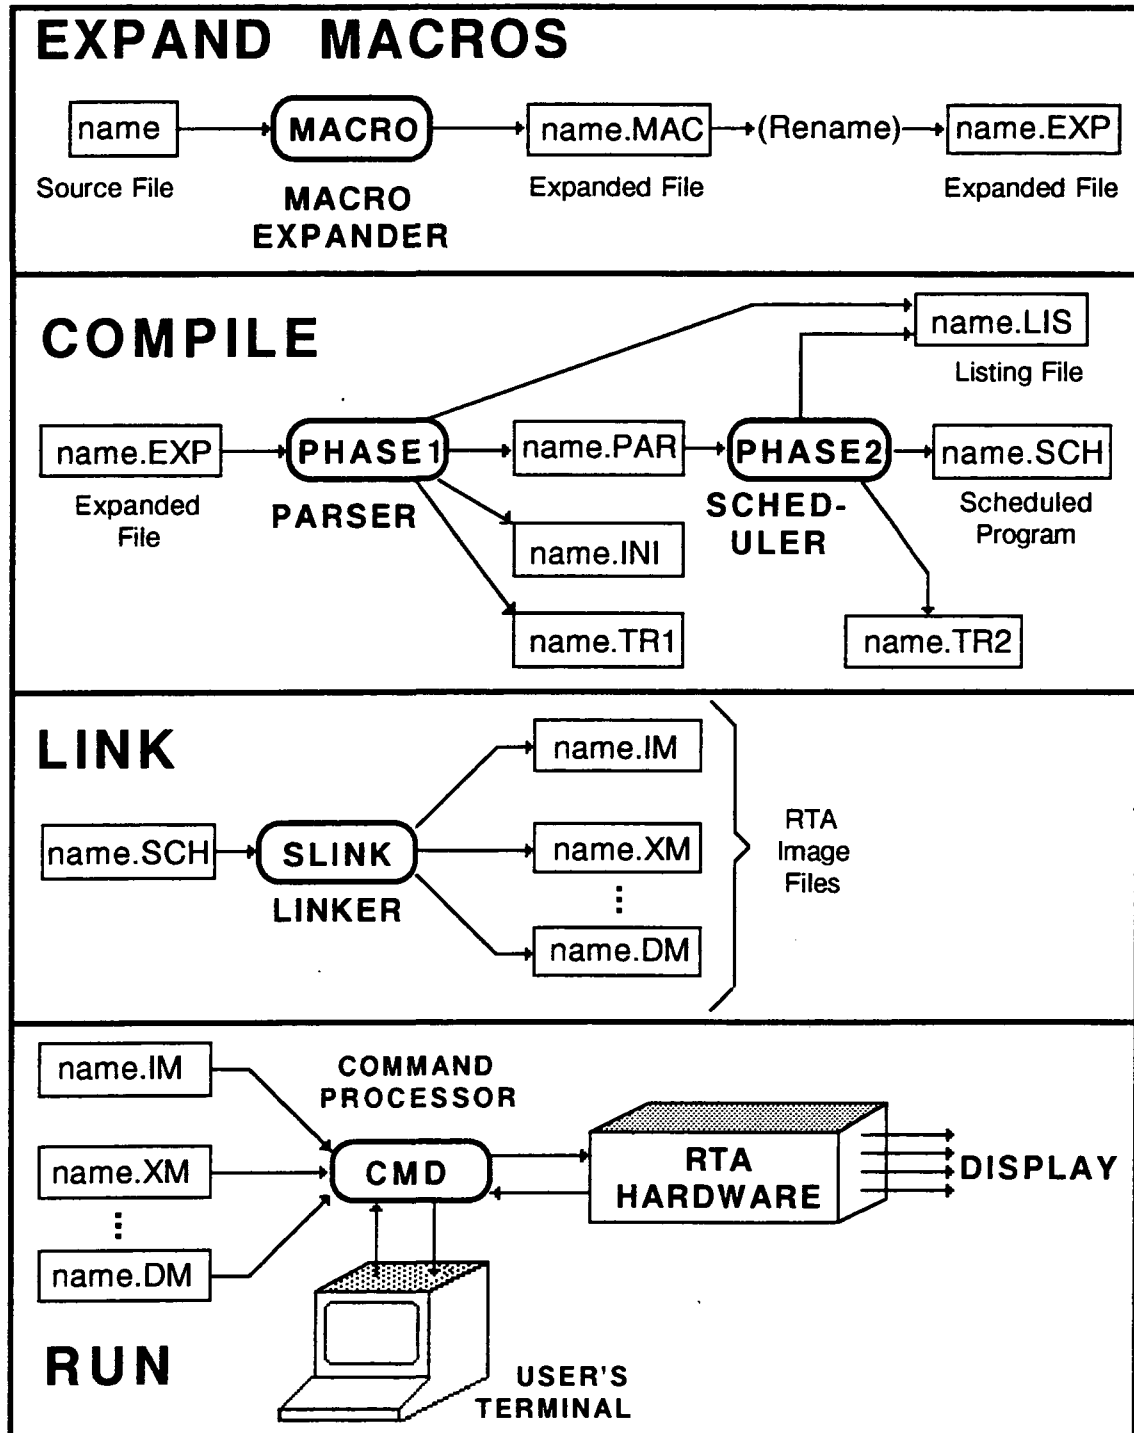 EXPAND MACROS
name
MACRO
name.MAC
(Rename)
name.EXP
Source File
MACRO
EXPANDER
Expanded File
Expanded File
COMPILE
name.LIS
Listing File
name.EXP
PHASE1
name.PAR
PHASE2
name.SCH
Expanded
File
PARSER
SCHED-
ULER
Scheduled
Program
name.INI
name.TR1
name.TR2
LINK
name.IM
name.SCH
SLINK
name.XM
RTA
Image
Files
LINKER
name.DM
name.IM
COMMAND
PROCESSOR
name.XM
CMD
RTA
HARDWARE
DISPLAY
name.DM
RUN
USER'S
TERMINAL